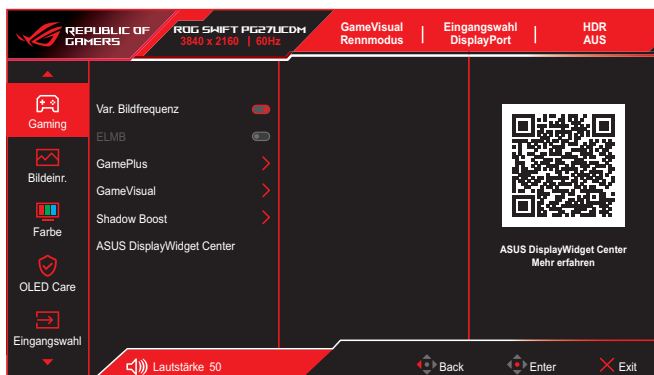 REPUBLIC OF
GAMERS
ROG SWIFT PG27UCDM
3840 x 2160 | 60Hz
GameVisual
Rennmodus
Eingangswahl
DisplayPort
HDR
AUS
Gaming
Bildeinr.
Farbe
OLED Care
Eingangswahl
Var. Bildfrequenz
ELMB
GamePlus
GameVisual
Shadow Boost
ASUS DisplayWidget Center
ASUS DisplayWidget Center
Mehr erfahren
Lautstärke 50
Back
Enter
Exit